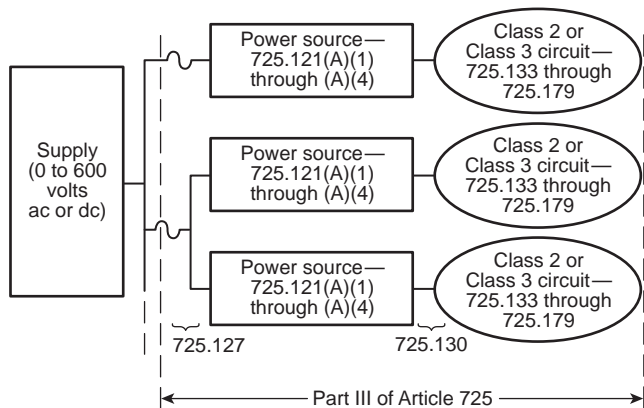 Supply
(0 to 600
volts
ac or dc)
Power source—
725.121(A)(1)
through (A)(4)
Class 2 or
Class 3 circuit—
725.133 through
725.179
Power source—
725.121(A)(1)
through (A)(4)
Class 2 or
Class 3 circuit—
725.133 through
725.179
Power source—
725.121(A)(1)
through (A)(4)
Class 2 or
Class 3 circuit—
725.133 through
725.179
725.127
725.130
Part III of Article 725